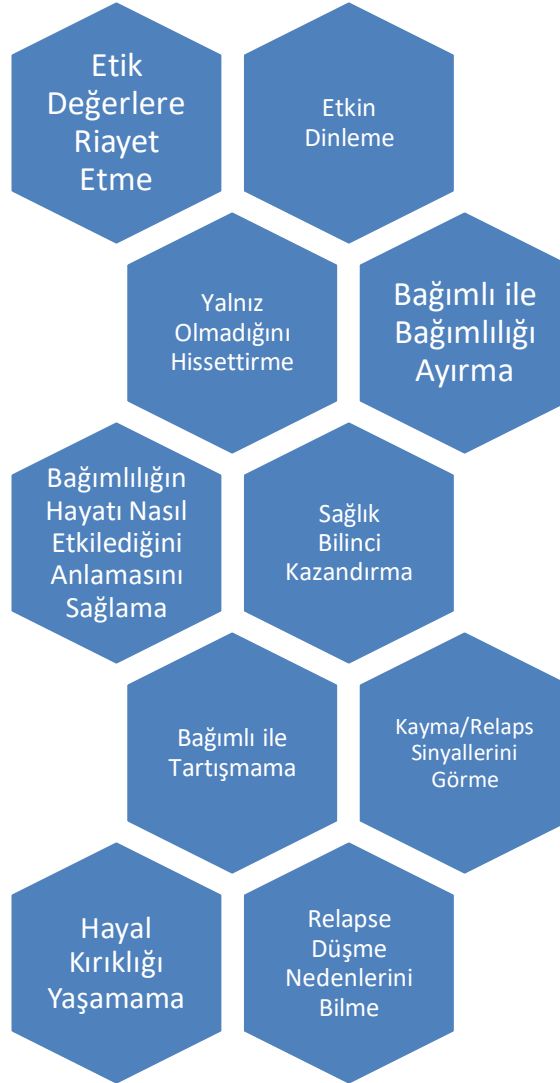 Etik
Değerlere
Riayet
Etme
Etkin
Dinleme
Yalnız
Olmadığını
Hissettirme
Bağımlı ile
Bağımlılığı
Ayırma
Bağımlılığın
Hayatı Nasıl
Etkilediğini
Anlamasını
Sağlama
Sağlık
Bilinci
Kazandırma
Bağımlı ile
Tartışmama
Kayma/Relaps
Sinyallerini
Görme
Hayal
Kırıklığı
Yaşamama
Relapse
Düşme
Nedenlerini
Bilme